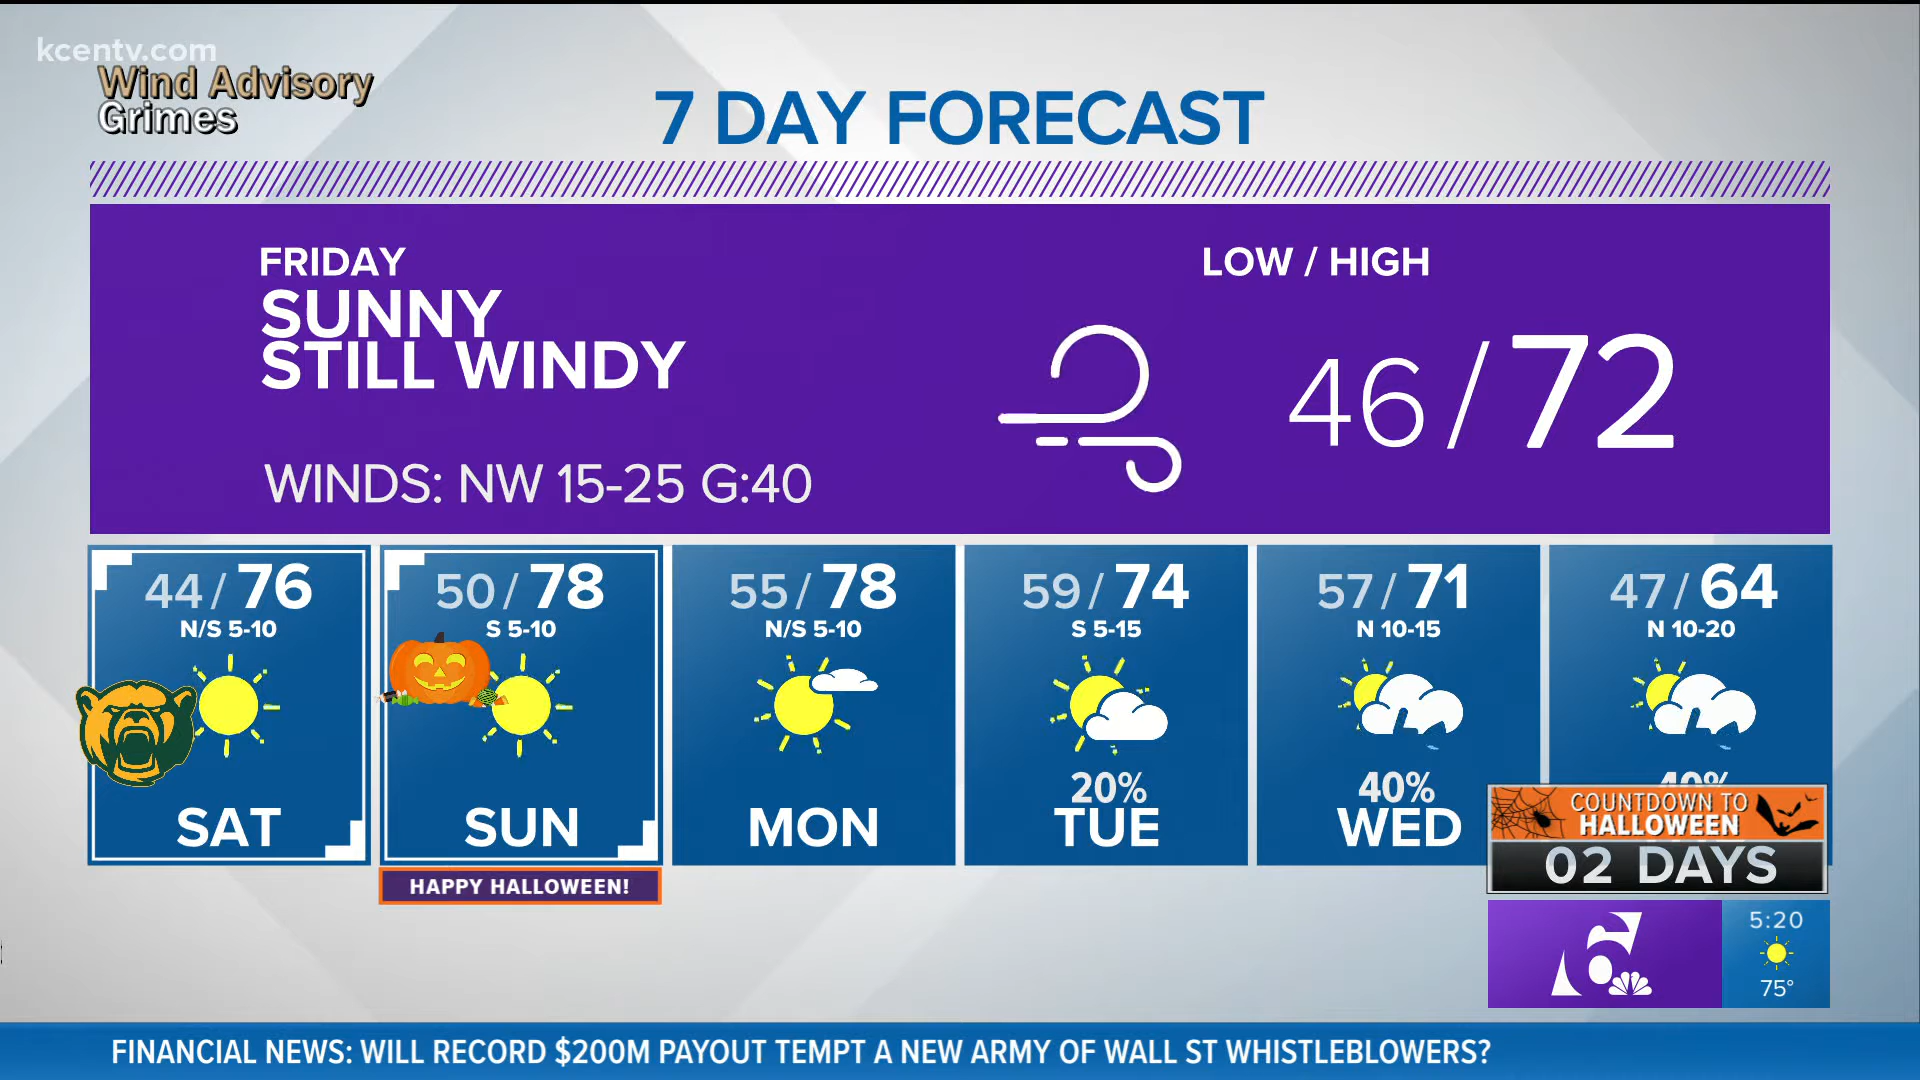 kcentv.com
Wind Advisory
Grimes
7 DAY FORECAST
FRIDAY
SUNNY
STILL WINDY
WINDS: NW 15-25 G:40
LOW / HIGH
46/72
44/76
N/S 5-10
SAT
50/78
S 5-10
SUN
HAPPY HALLOWEEN!
55/78
N/S 5-10
MON
59/74
S 5-15
20%
TUE
57/71
N 10-15
40%
WED
47/64
N 10-20
40%
COUNTDOWN TO
HALLOWEEN
02 DAYS
6
5:20
75°
FINANCIAL NEWS: WILL RECORD $200M PAYOUT TEMPT A NEW ARMY OF WALL ST WHISTLEBLOWERS?